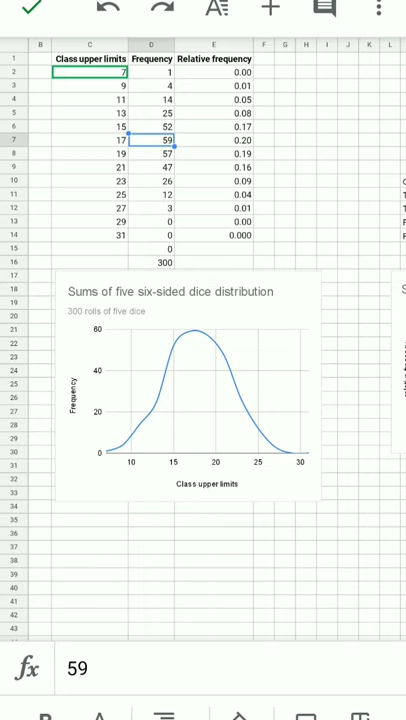 B C D E F G H I J K L
1 Class upper limits Frequency Relative frequency
2 7 1 0.00
3 9 4 0.01
4 11 14 0.05
5 13 25 0.08
6 15 52 0.17
7 17 59 0.20
8 19 57 0.19
9 21 47 0.16
10 23 26 0.09
11 25 12 0.04
12 27 3 0.01
13 29 0 0.00
14 31 0 0.000
15 0
16 300
17
18
Sums of five six-sided dice distribution
19
300 rolls of five dice
20
21
22
23
24
25
26
27
28
29
30
31
32
33
34
35
36
37
38
39
40
41
42
43
60
40
20
0
Frequency
10 15 20 25 30
Class upper limits
fx 59